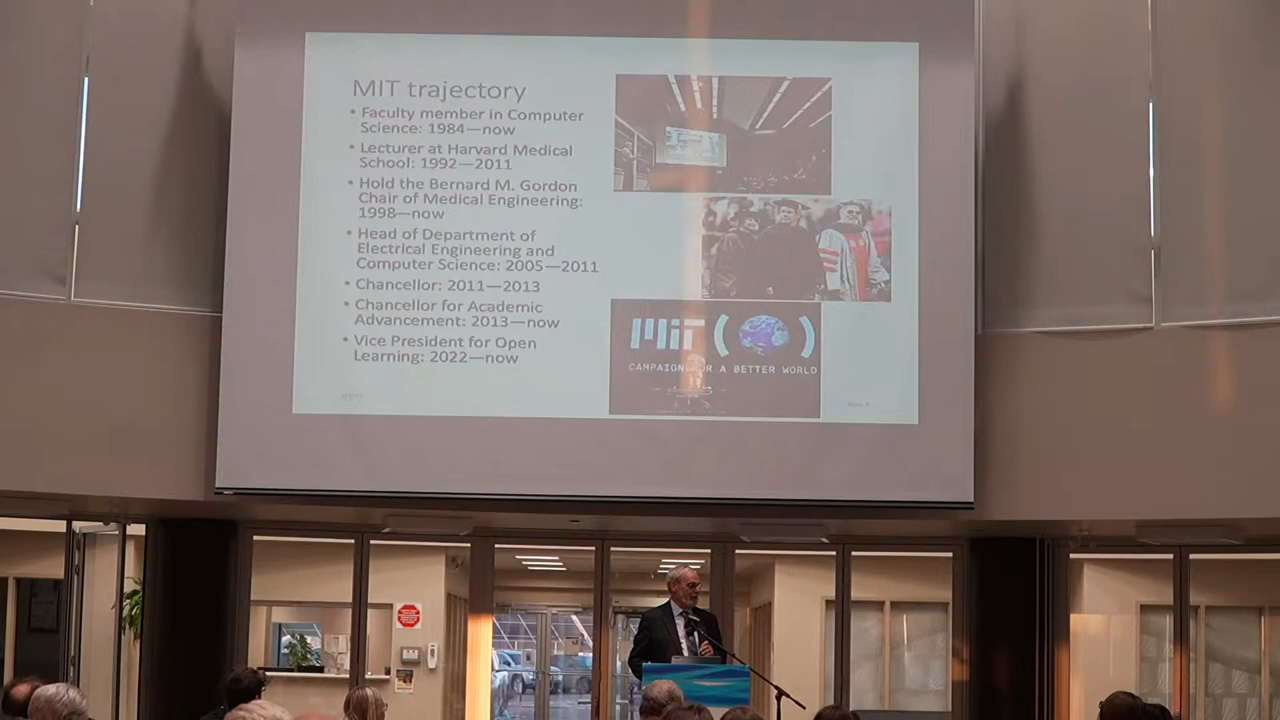 MIT trajectory
• Faculty member in Computer
Science: 1984—now
• Lecturer at Harvard Medical
School: 1992—2011
• Hold the Bernard M. Gordon
Chair of Medical Engineering:
1998—now
• Head of Department of
Electrical Engineering and
Computer Science: 2005—2011
• Chancellor: 2011—2013
• Chancellor for Academic
Advancement: 2013—now
• Vice President for Open
Learning: 2022—now
MIT
CAMPAIGN FOR A BETTER WORLD